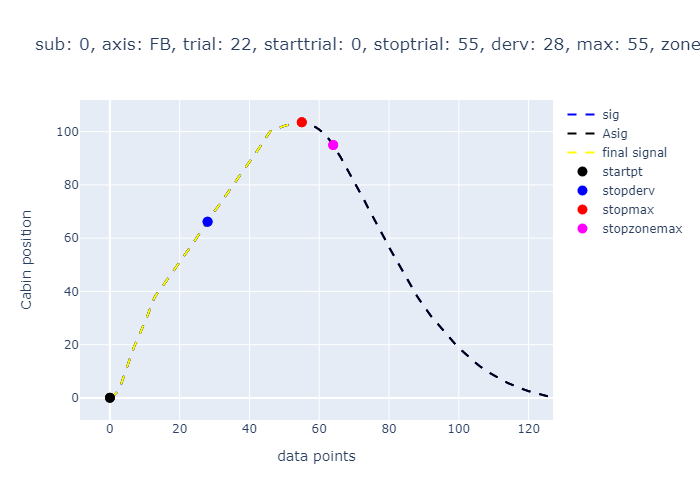 sub: 0, axis: FB, trial: 22, starttrial: 0, stoptrial: 55, derv: 28, max: 55, zone
sig
Asig
final signal
startpt
stopderv
stopmax
stopzonemax
Cabin position
100
80
60
40
20
0
0 20 40 60 80 100 120
data points